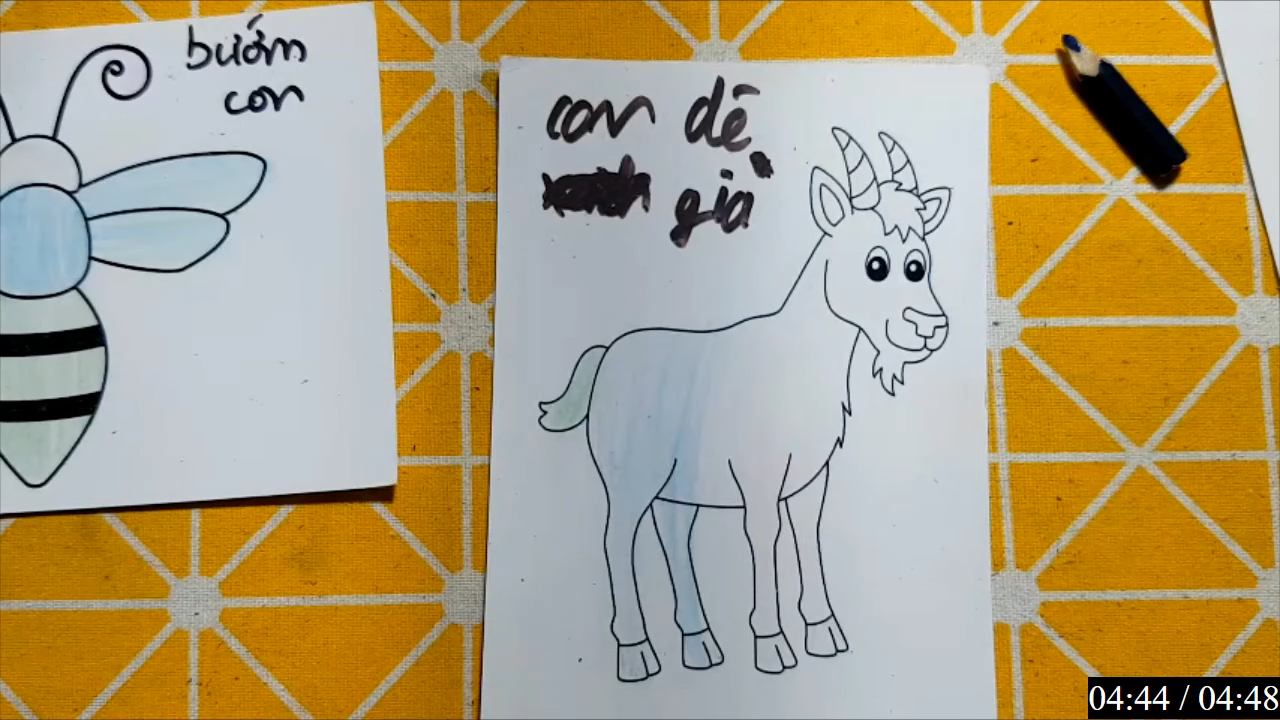 bướm
con
con dê
già
04:44 / 04:48